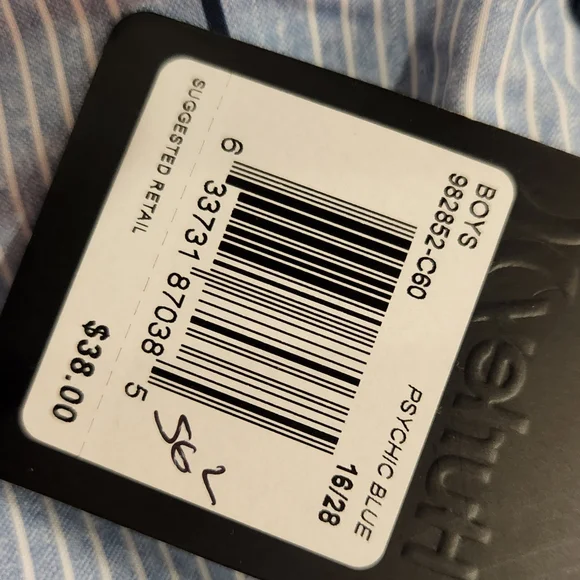 BOYS
982852-C60
PSYCHIC BLUE
16/28
6 33731 87038 5
SUGGESTED RETAIL
$38.00